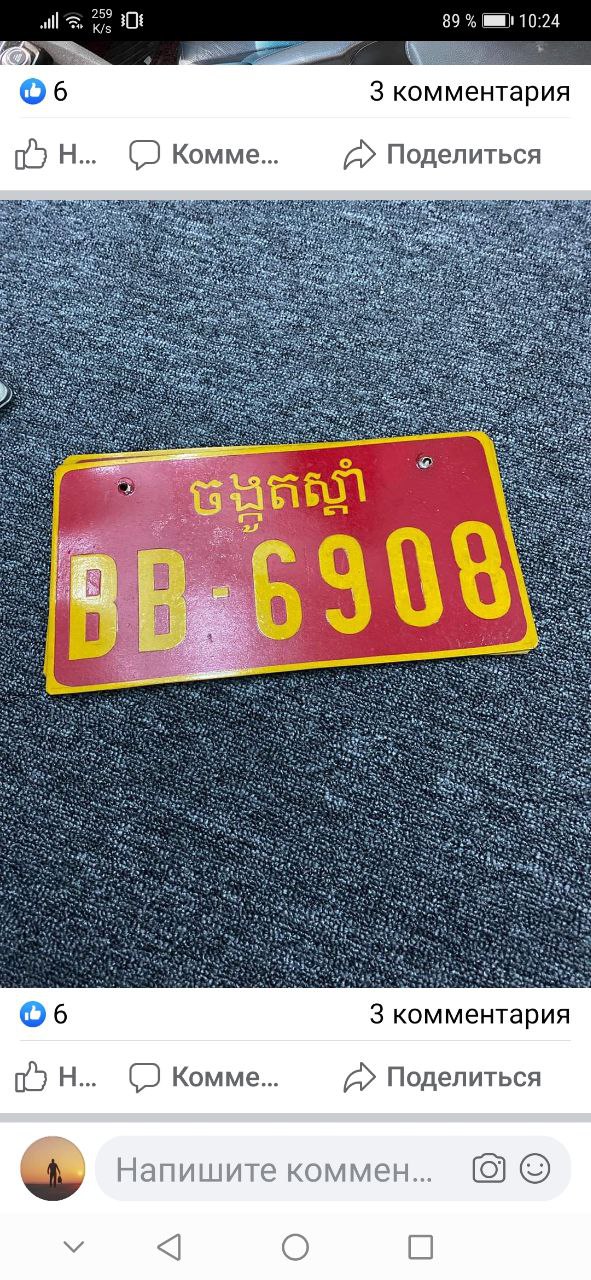 259 K/s 89 % 10:24
6 3 комментария
Н... Комме... Поделиться
ចង្កូតស្ដាំ
BB-6908
6 3 комментария
Н... Комме... Поделиться
Напишите коммен...